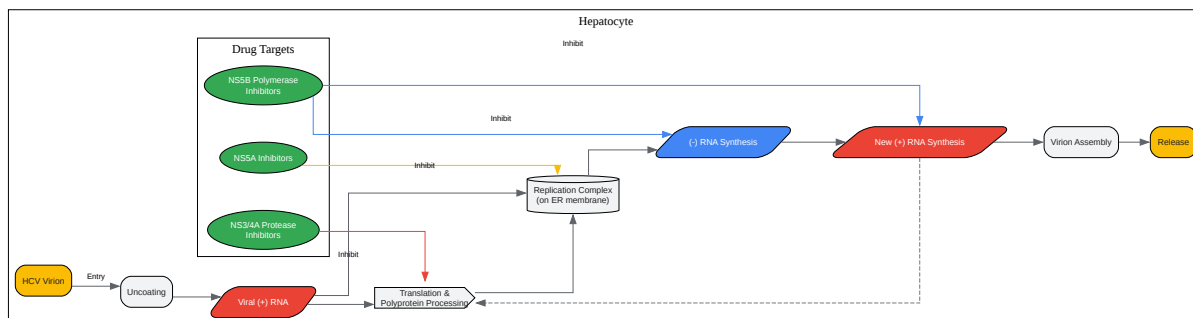 Hepatocyte
Inhibit
Drug Targets
NS5B Polymerase
Inhibitors
Inhibit
(-) RNA Synthesis
New (+) RNA Synthesis
Virion Assembly
Release
NS5A Inhibitors
Inhibit
Replication Complex
(on ER membrane)
NS3/4A Protease
Inhibitors
Inhibit
HCV Virion
Entry
Uncoating
Viral (+) RNA
Translation &
Polyprotein Processing